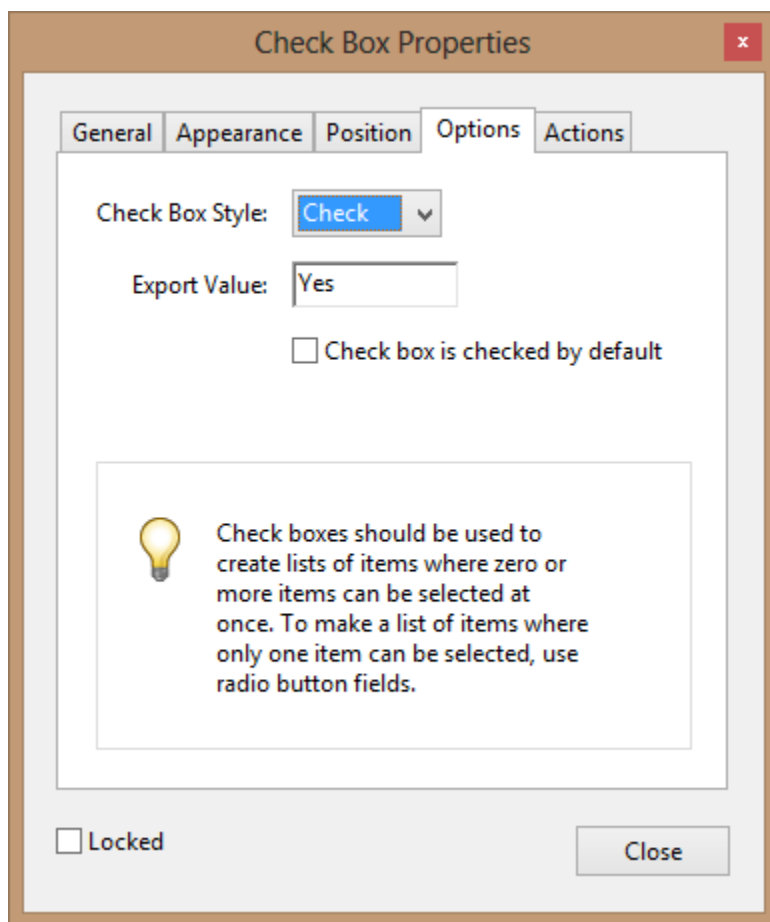 Check Box Properties
x
General Appearance Position Options Actions
Check Box Style: Check
Export Value: Yes
Check box is checked by default
Check boxes should be used to
create lists of items where zero or
more items can be selected at
once. To make a list of items where
only one item can be selected, use
radio button fields.
Locked
Close